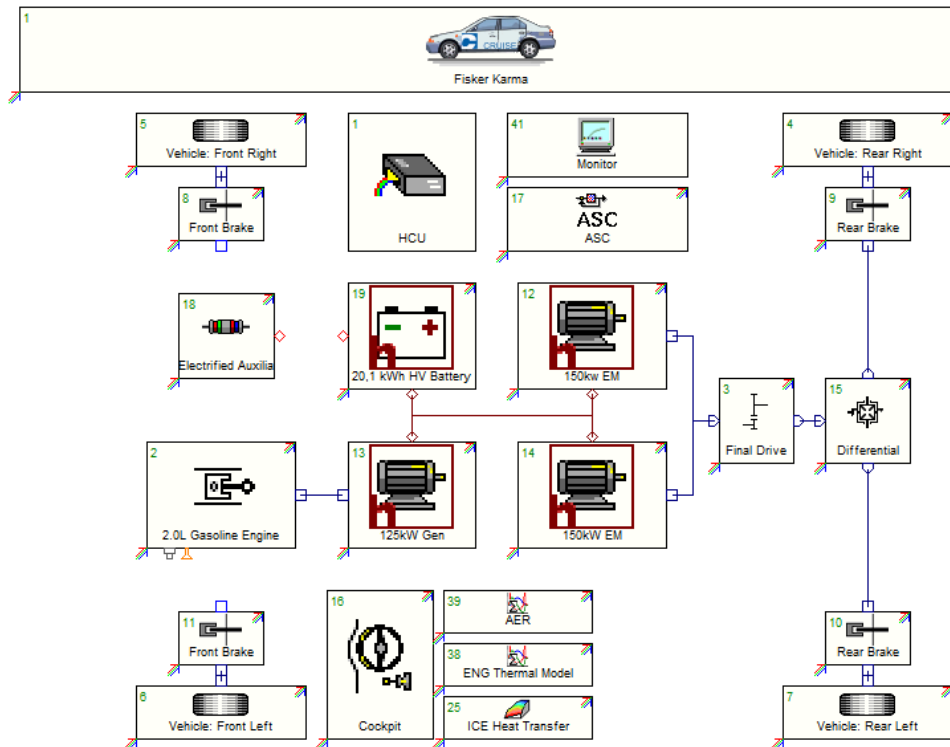 1
CRUISE
Fisker Karma
5
Vehicle: Front Right
1
HCU
41
Monitor
4
Vehicle: Rear Right
8
Front Brake
17
ASC
ASC
9
Rear Brake
18
Electrified Auxilia
19
20,1 kWh HV Battery
12
150kw EM
3
Final Drive
15
Differential
2
2.0L Gasoline Engine
13
125kW Gen
14
150kW EM
11
Front Brake
16
Cockpit
39
AER
38
ENG Thermal Model
25
ICE Heat Transfer
10
Rear Brake
6
Vehicle: Front Left
7
Vehicle: Rear Left